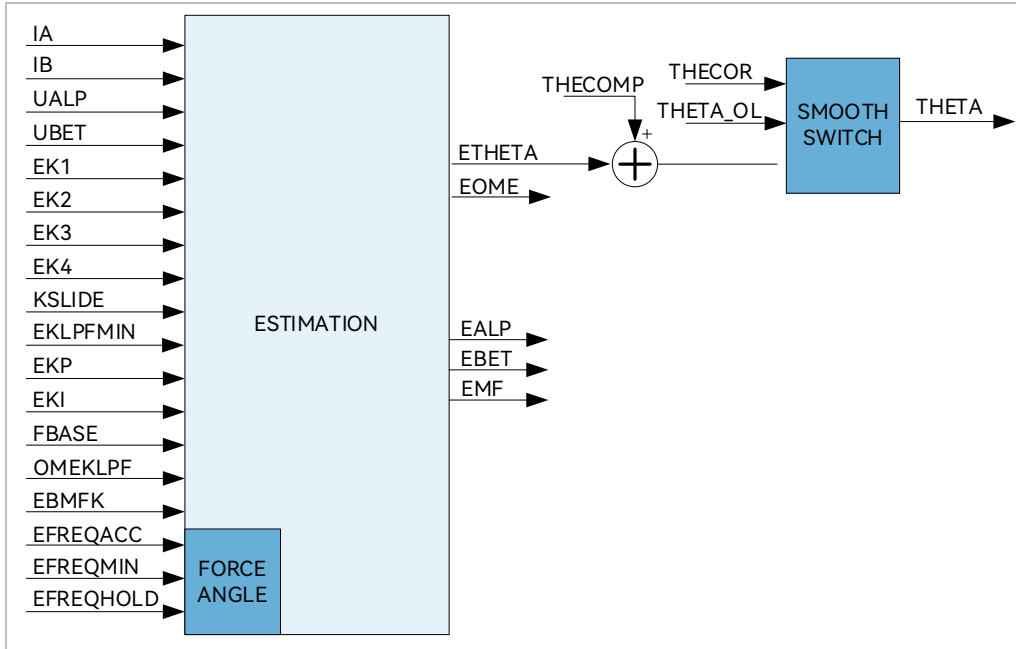 IA
IB
UALP
UBET
EK1
EK2
EK3
EK4
KSLIDE
EKLPFMIN
EKP
EKI
FBASE
OMEKLPF
EBMFK
EFREQACC
EFREQMIN
EFREQHOLD
FORCE
ANGLE
ESTIMATION
ETHETA
EOME
EALP
EBET
EMF
THECOMP
+
+
THECOR
THETA_OL
SMOOTH
SWITCH
THETA